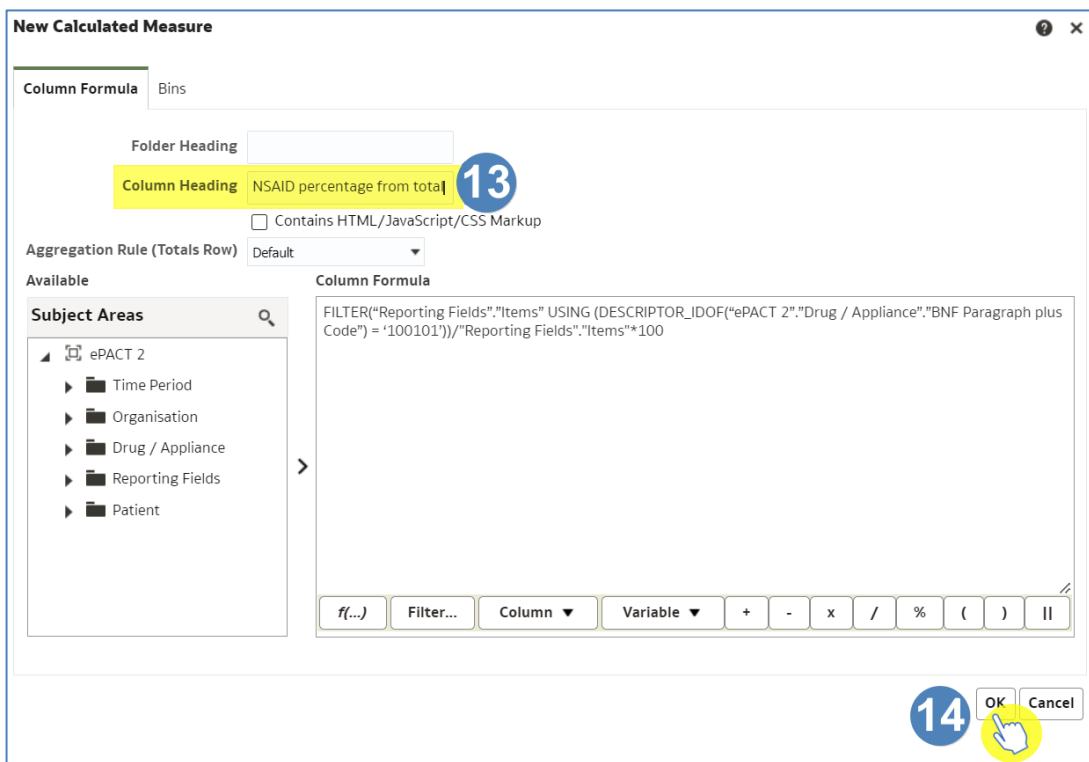 New Calculated Measure
Column Formula Bins
Folder Heading
Column Heading NSAID percentage from total 13
Contains HTML/JavaScript/CSS Markup
Aggregation Rule (Totals Row) Default
Available Column Formula
Subject Areas
FILTER(“Reporting Fields”.”Items” USING (DESCRIPTOR_IDOF(“ePACT 2”.”Drug / Appliance”.”BNF Paragraph plus
Code”) = ‘100101’))/”Reporting Fields”.”Items”*100
ePACT 2
Time Period
Organisation
Drug / Appliance
Reporting Fields
Patient
f(...) Filter... Column Variable + - x / % ( ) ||
14 OK Cancel